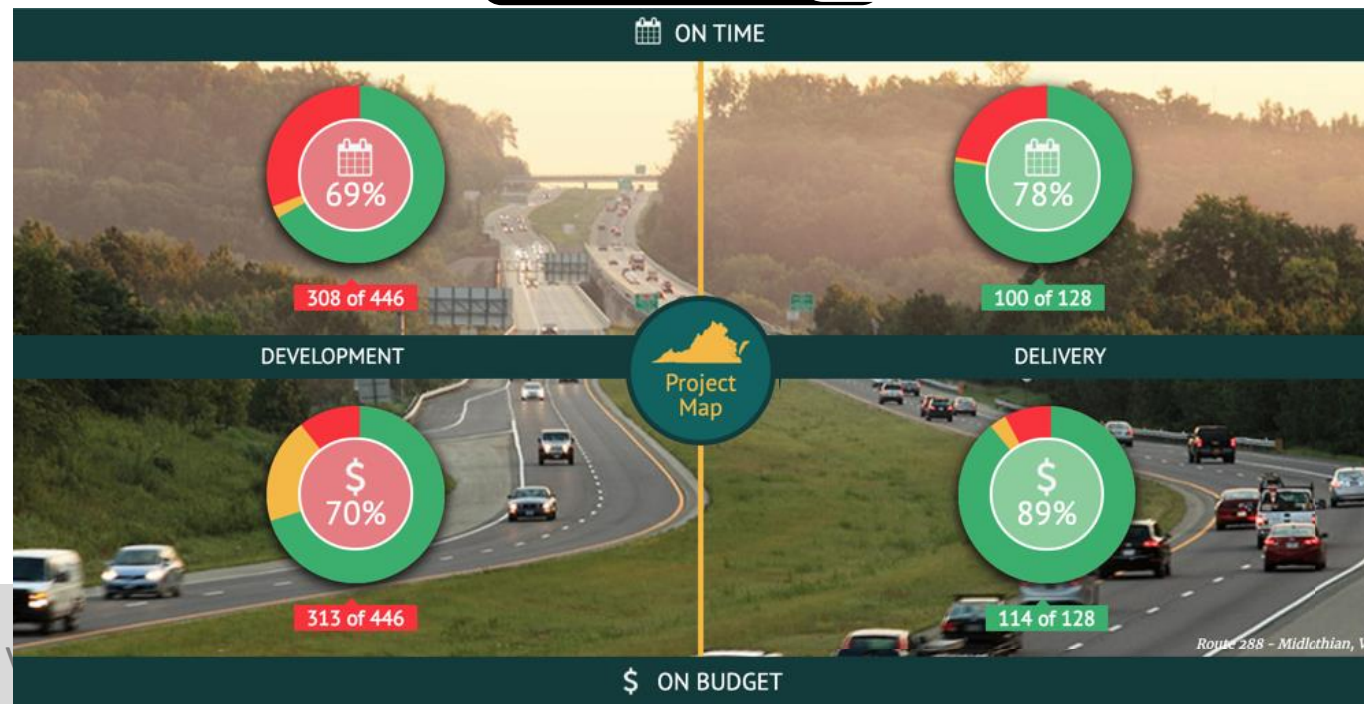 ON TIME
69%
78%
308 of 446
100 of 128
DEVELOPMENT
DELIVERY
Project
Map
$
70%
$
89%
313 of 446
114 of 128
Route 288 - Midlcthian, V
$ ON BUDGET